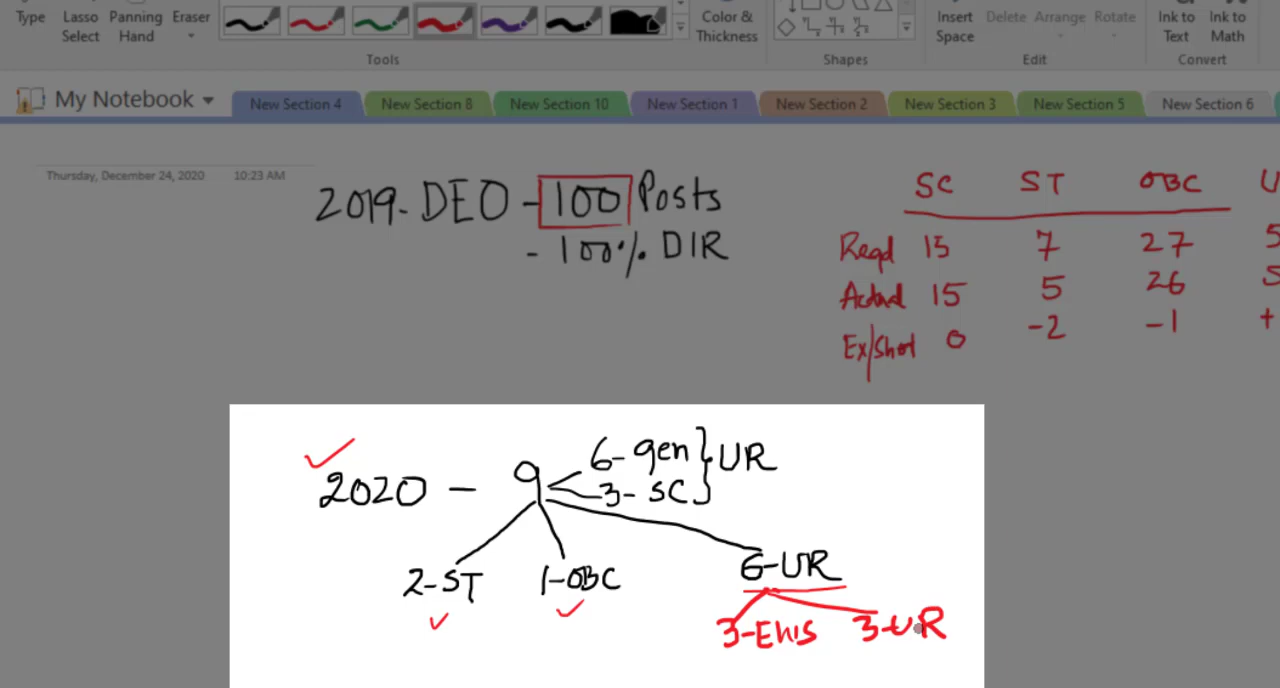 Type Lasso Select Panning Hand Eraser Color & Thickness Insert Space Delete Arrange Rotate Ink to Text Ink to Math
Tools Shapes Edit Convert
My Notebook New Section 4 New Section 8 New Section 10 New Section 1 New Section 2 New Section 3 New Section 5 New Section 6
Thursday, December 24, 2020 10:23 AM
2019-DEO - 100 Posts
- 100% DIR
SC ST OBC U
Reqd 15 7 27 5
Actual 15 5 26 5
Ex/Short 0 -2 -1 +
6-gen } UR
2020 - 9
3-SC
2-ST 1-OBC 6-UR
3-EWS 3-UR